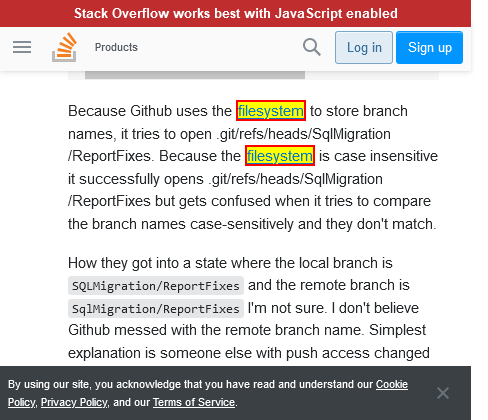 Stack Overflow works best with JavaScript enabled
Products
Log in
Sign up
Because Github uses the filesystem to store branch
names, it tries to open .git/refs/heads/SqlMigration
/ReportFixes. Because the filesystem is case insensitive
it successfully opens .git/refs/heads/SqlMigration
/ReportFixes but gets confused when it tries to compare
the branch names case-sensitively and they don't match.
How they got into a state where the local branch is
SQLMigration/ReportFixes and the remote branch is
SqlMigration/ReportFixes I'm not sure. I don't believe
Github messed with the remote branch name. Simplest
explanation is someone else with push access changed
By using our site, you acknowledge that you have read and understand our Cookie
Policy, Privacy Policy, and our Terms of Service.